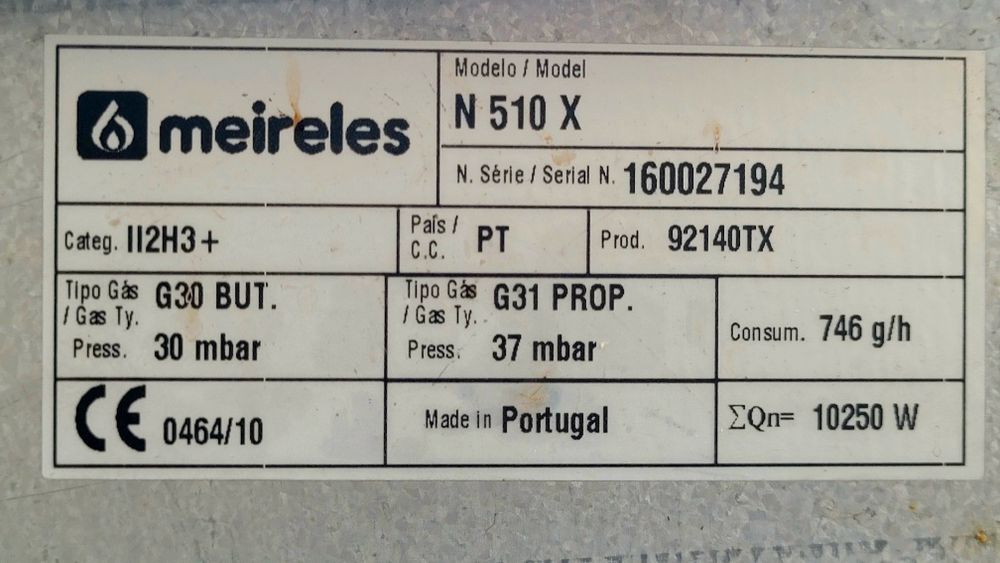 meireles
Modelo / Model
N 510 X
N. Série / Serial N. 160027194
Categ. II2H3+
País /
C.C. PT
Prod. 92140TX
Tipo Gás
/ Gas Ty. G30 BUT.
Press. 30 mbar
Tipo Gás
/ Gas Ty. G31 PROP.
Press. 37 mbar
Consum. 746 g/h
CE 0464/10
Made in Portugal
ΣQn= 10250 W